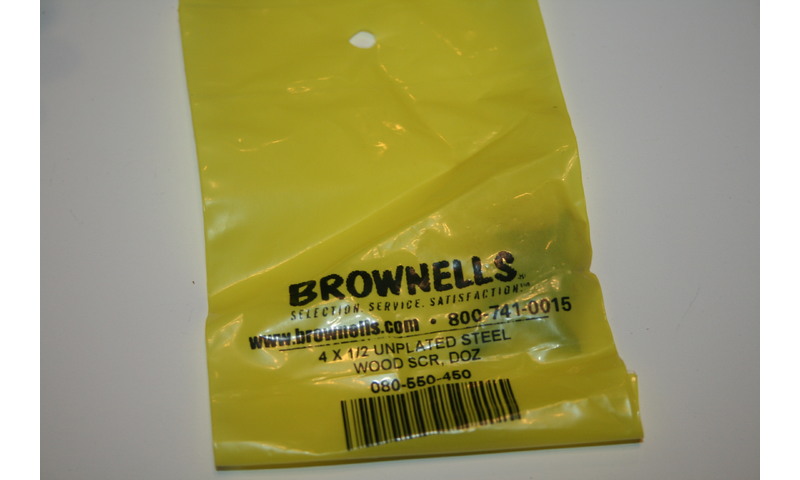 BROWNELLS
SELECTION. SERVICE. SATISFACTION.™
www.brownells.com • 800-741-0015
4 X 1/2 UNPLATED STEEL
WOOD SCR, DOZ
080-550-450